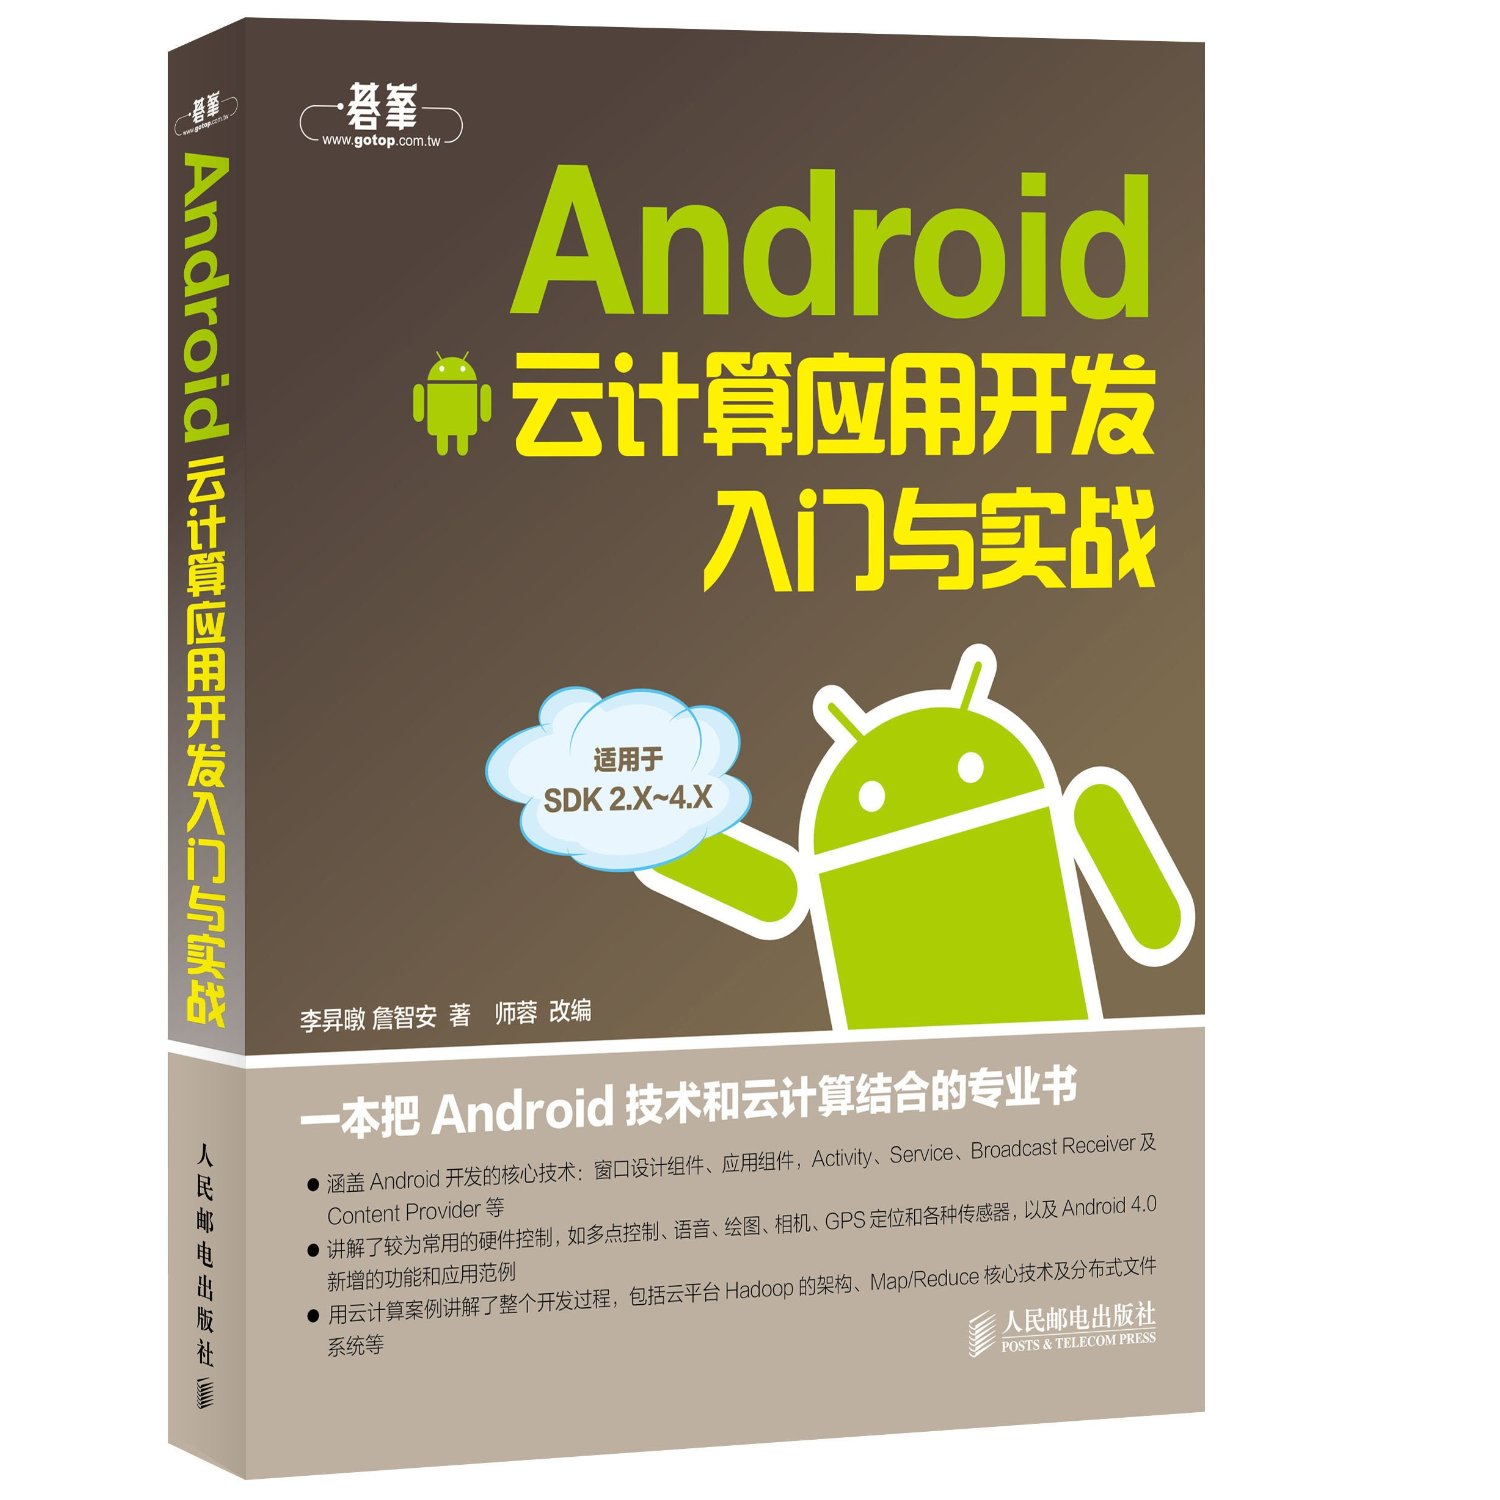 碁峯
www.gotop.com.tw
Android
云计算应用开发
入门与实战
适用于
SDK 2.X~4.X
李昇暾 詹智安 著 师蓉 改编
一本把 Android 技术和云计算结合的专业书
● 涵盖 Android 开发的核心技术：窗口设计组件、应用组件，Activity、Service、Broadcast Receiver 及
Content Provider 等
● 讲解了较为常用的硬件控制，如多点控制、语音、绘图、相机、GPS 定位和各种传感器，以及 Android 4.0
新增的功能和应用范例
● 用云计算案例讲解了整个开发过程，包括云平台 Hadoop 的架构、Map/Reduce 核心技术及分布式文件
系统等
人民邮电出版社
POSTS & TELECOM PRESS
碁峯
www.gotop.com.tw
Android 云计算应用开发入门与实战
人民邮电出版社